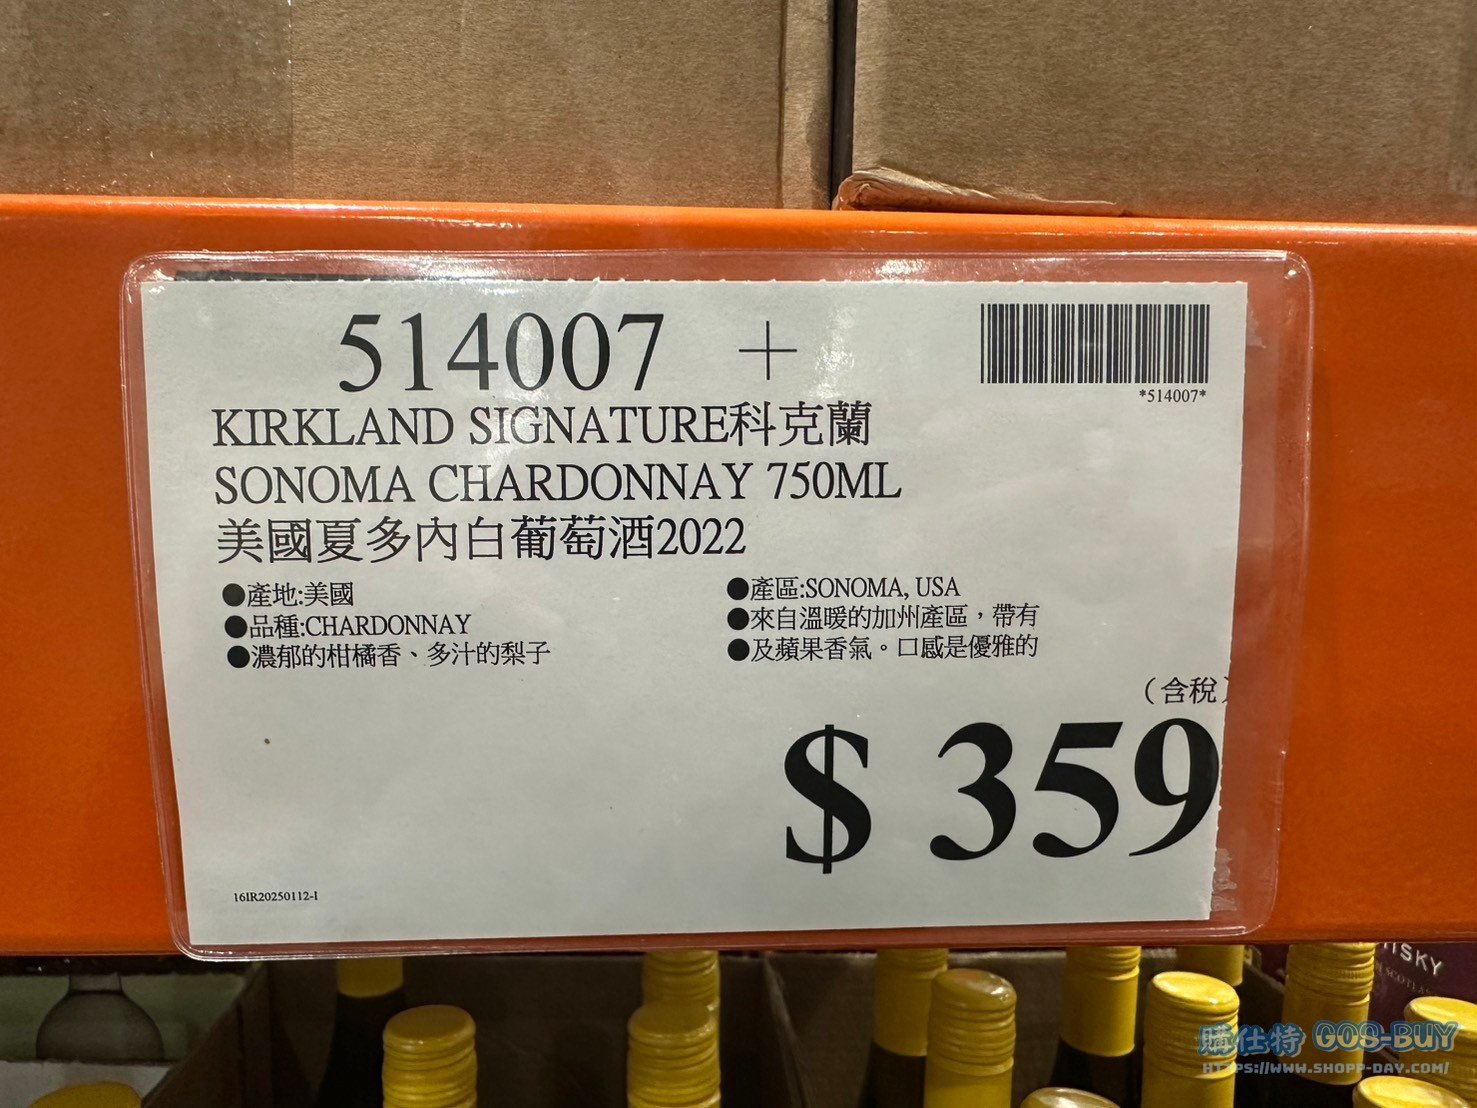 514007 +
*514007*
KIRKLAND SIGNATURE科克蘭
SONOMA CHARDONNAY 750ML
美國夏多內白葡萄酒2022
●產地:美國
●品種:CHARDONNAY
●濃郁的柑橘香、多汁的梨子
●產區:SONOMA, USA
●來自溫暖的加州產區，帶有
●及蘋果香氣。口感是優雅的
(含稅)
$ 359
16IR20250112-I
購仕特 GOS-BUY
HTTPS://WWW.SHOPP-DAY.COM/